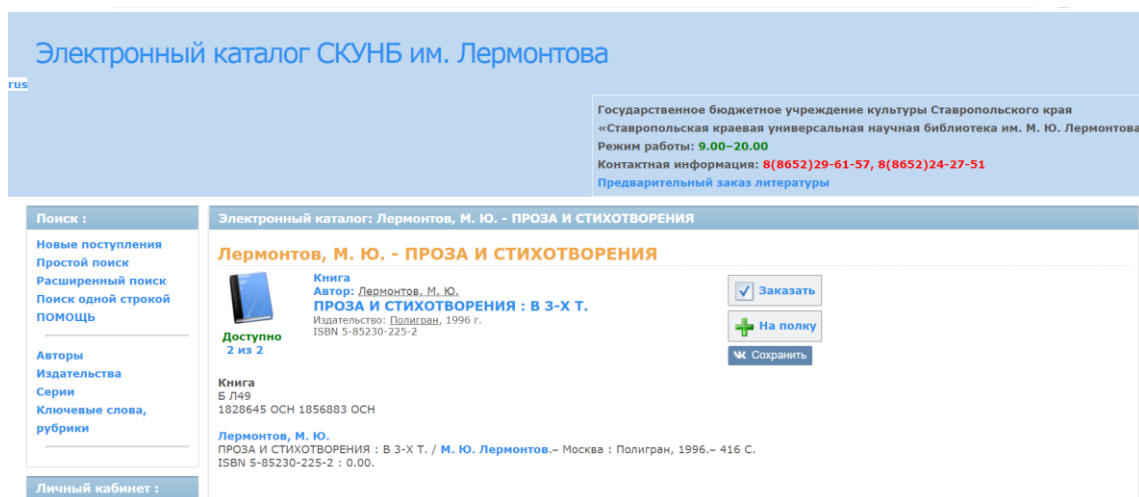 Электронный каталог СКУНБ им. Лермонтова
rus
Государственное бюджетное учреждение культуры Ставропольского края
«Ставропольская краевая универсальная научная библиотека им. М. Ю. Лермонтова
Режим работы: 9.00–20.00
Контактная информация: 8(8652)29-61-57, 8(8652)24-27-51
Предварительный заказ литературы
Поиск :
Новые поступления
Простой поиск
Расширенный поиск
Поиск одной строкой
ПОМОЩЬ
Авторы
Издательства
Серии
Ключевые слова,
рубрики
Личный кабинет :
Электронный каталог: Лермонтов, М. Ю. - ПРОЗА И СТИХОТВОРЕНИЯ
Лермонтов, М. Ю. - ПРОЗА И СТИХОТВОРЕНИЯ
Книга
Автор: Лермонтов, М. Ю.
ПРОЗА И СТИХОТВОРЕНИЯ : В 3-Х Т.
Издательство: Полигран, 1996 г.
ISBN 5-85230-225-2
Доступно
2 из 2
Заказать
На полку
Сохранить
Книга
Б Л49
1828645 ОСН 1856883 ОСН
Лермонтов, М. Ю.
ПРОЗА И СТИХОТВОРЕНИЯ : В 3-Х Т. / М. Ю. Лермонтов.– Москва : Полигран, 1996.– 416 С.
ISBN 5-85230-225-2 : 0.00.